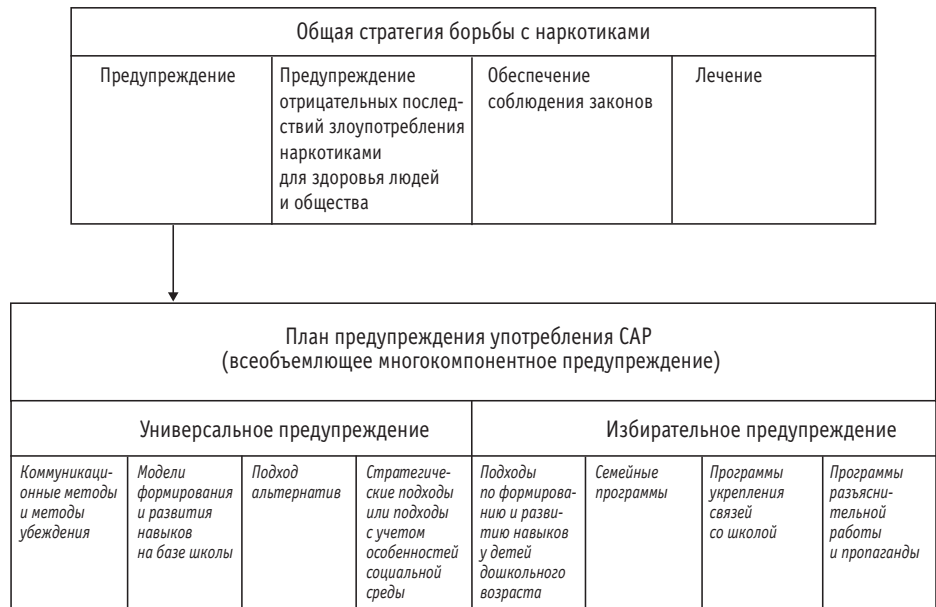 Общая стратегия борьбы с наркотиками
Предупреждение
Предупреждение
отрицательных послед-
ствий злоупотребления
наркотиками
для здоровья людей
и общества
Обеспечение
соблюдения законов
Лечение
План предупреждения употребления САР
(всеобъемлющее многокомпонентное предупреждение)
Универсальное предупреждение
Избирательное предупреждение
Коммуникаци-
онные методы
и методы
убеждения
Модели
формирования
и развития
навыков
на базе школы
Подход
альтернатив
Стратегиче-
ские подходы
или подходы
с учетом
особенностей
социальной
среды
Подходы
по формирова-
нию и разви-
тию навыков
у детей
дошкольного
возраста
Семейные
программы
Программы
укрепления
связей
со школой
Программы
разъясни-
тельной
работы
и пропаганды